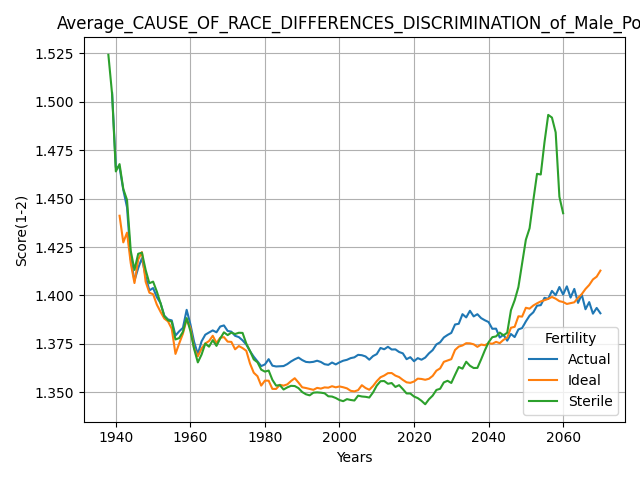 Average_CAUSE_OF_RACE_DIFFERENCES_DISCRIMINATION_of_Male_Po
1.525
1.500
1.475
1.450
1.425
1.400
1.375
1.350
Score(1-2)
1940 1960 1980 2000 2020 2040 2060
Years
Fertility
Actual
Ideal
Sterile